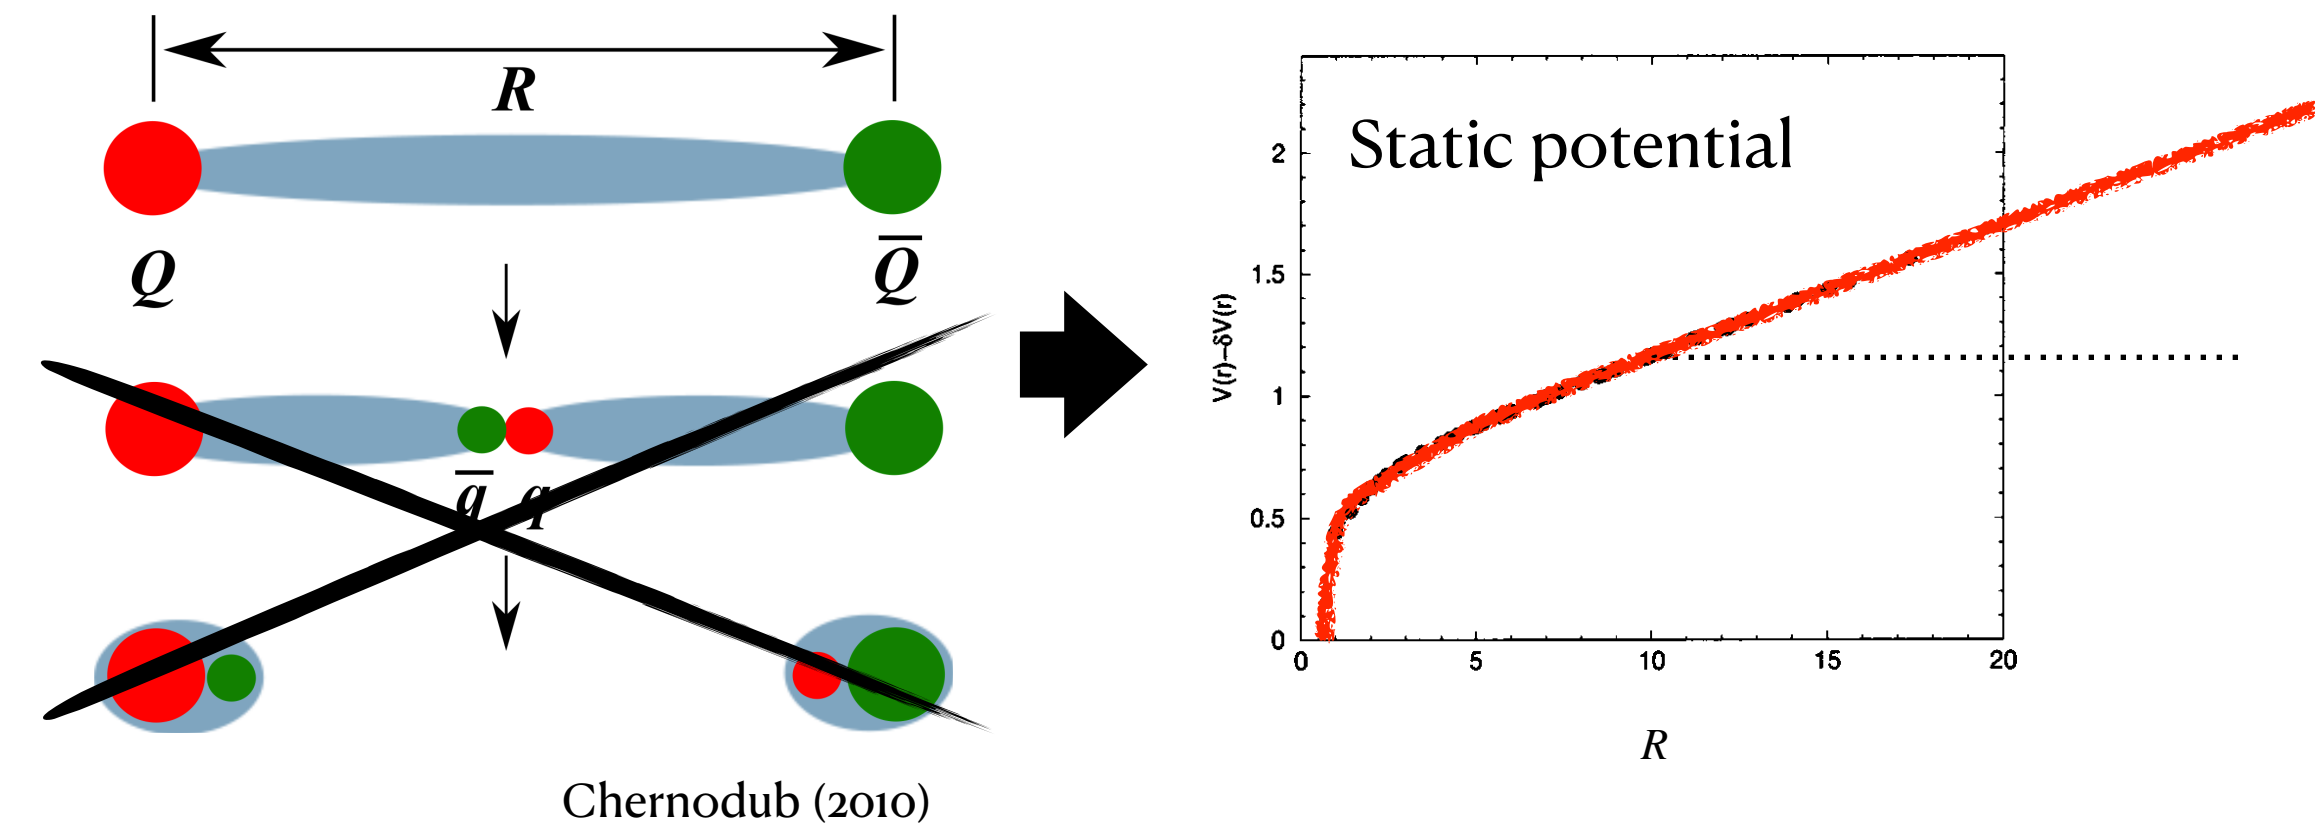 R
Q
Q̅
q̅ q
Chernodub (2010)
Static potential
V(r)−δV(r)
2
1.5
1
0.5
0
0 5 10 15 20
R